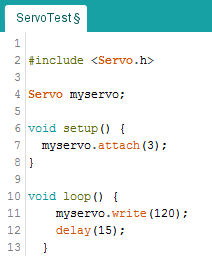 ServoTest §
1
2 #include <Servo.h>
3
4 Servo myservo;
5
6 void setup() {
7   myservo.attach(3);
8 }
9
10 void loop() {
11     myservo.write(120);
12     delay(15);
13   }